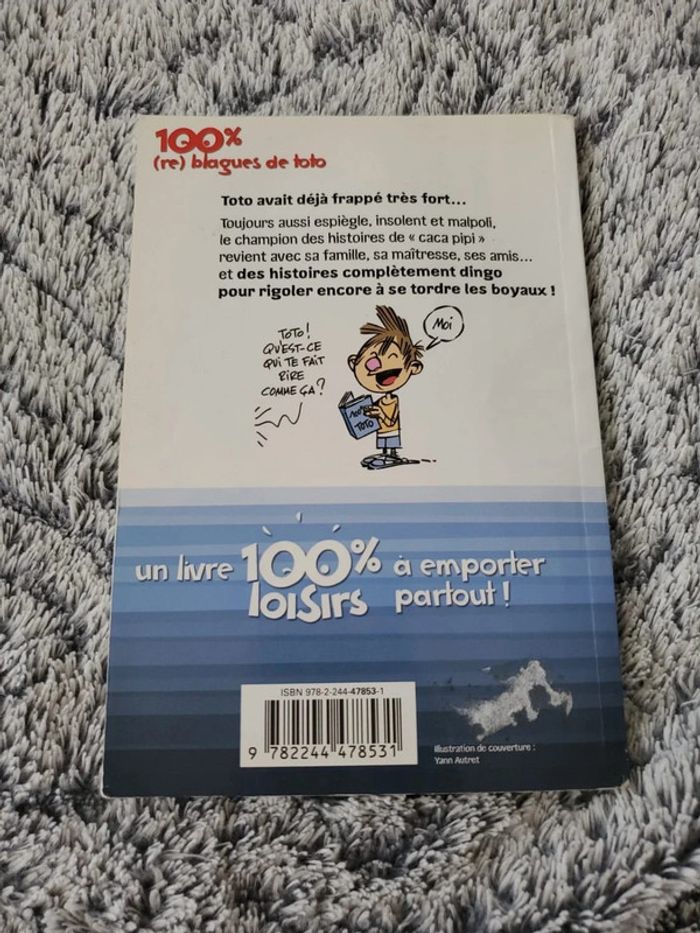 100%
(re) blagues de toto
Toto avait déjà frappé très fort...
Toujours aussi espiègle, insolent et malpoli,
le champion des histoires de « caca pipi »
revient avec sa famille, sa maîtresse, ses amis...
et des histoires complètement dingo
pour rigoler encore à se tordre les boyaux !
TOTO!
QU'EST-CE
QUI TE FAIT
RIRE
COMME ÇA?
Moi
TOTO
un livre 100% à emporter
loisirs partout !
ISBN 978-2-244-47853-1
9 782244 478531
Illustration de couverture :
Yann Autret